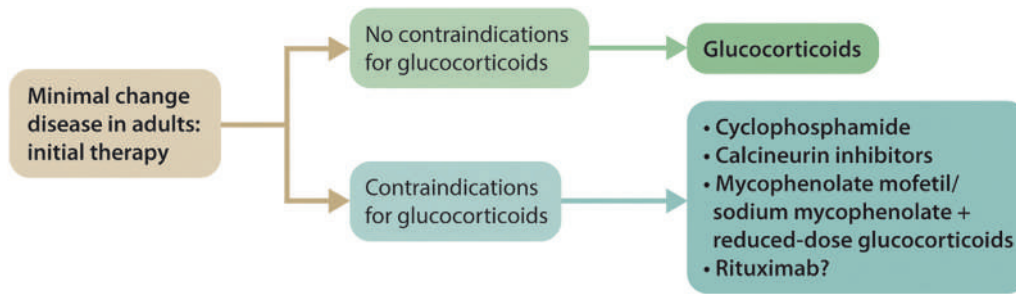 Minimal change
disease in adults:
initial therapy
No contraindications
for glucocorticoids
Glucocorticoids
Contraindications
for glucocorticoids
• Cyclophosphamide
• Calcineurin inhibitors
• Mycophenolate mofetil/
sodium mycophenolate +
reduced-dose glucocorticoids
• Rituximab?